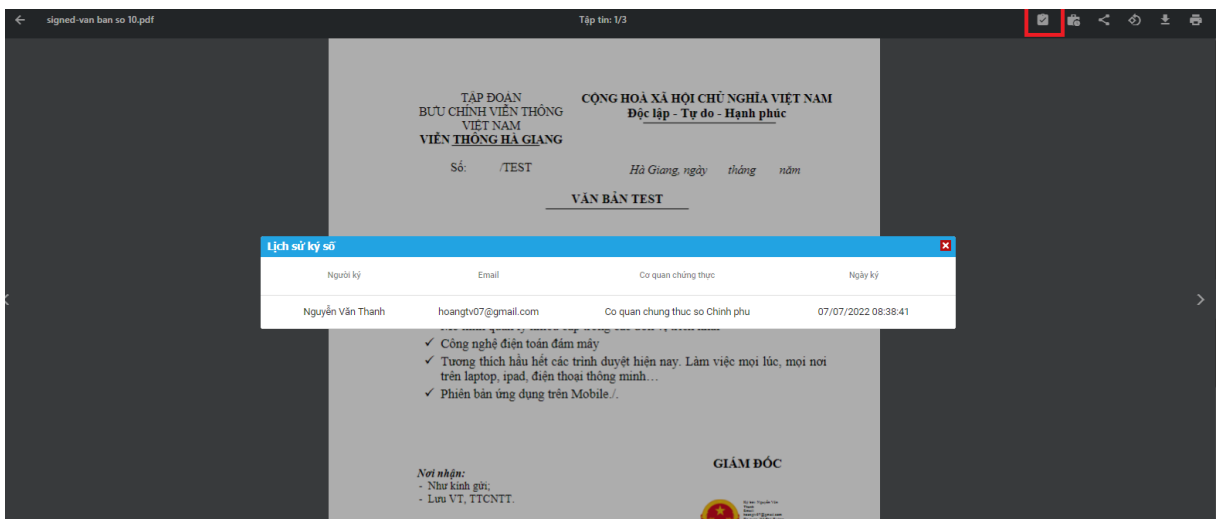 signed-van ban so 10.pdf
Tập tin: 1/3
TẬP ĐOÀN
BƯU CHÍNH VIỄN THÔNG
VIỆT NAM
VIỄN THÔNG HÀ GIANG
CỘNG HOÀ XÃ HỘI CHỦ NGHĨA VIỆT NAM
Độc lập - Tự do - Hạnh phúc
Số: /TEST
Hà Giang, ngày tháng năm
VĂN BẢN TEST
Lịch sử ký số
Người ký Email Cơ quan chứng thực Ngày ký
Nguyễn Văn Thanh hoangtv07@gmail.com Co quan chung thuc so Chinh phu 07/07/2022 08:38:41
✓ Công nghệ điện toán đám mây
✓ Tương thích hầu hết các trình duyệt hiện nay. Làm việc mọi lúc, mọi nơi
trên laptop, ipad, điện thoại thông minh…
✓ Phiên bản ứng dụng trên Mobile./.
GIÁM ĐỐC
Nơi nhận:
- Như kính gửi;
- Lưu VT, TTCNTT.